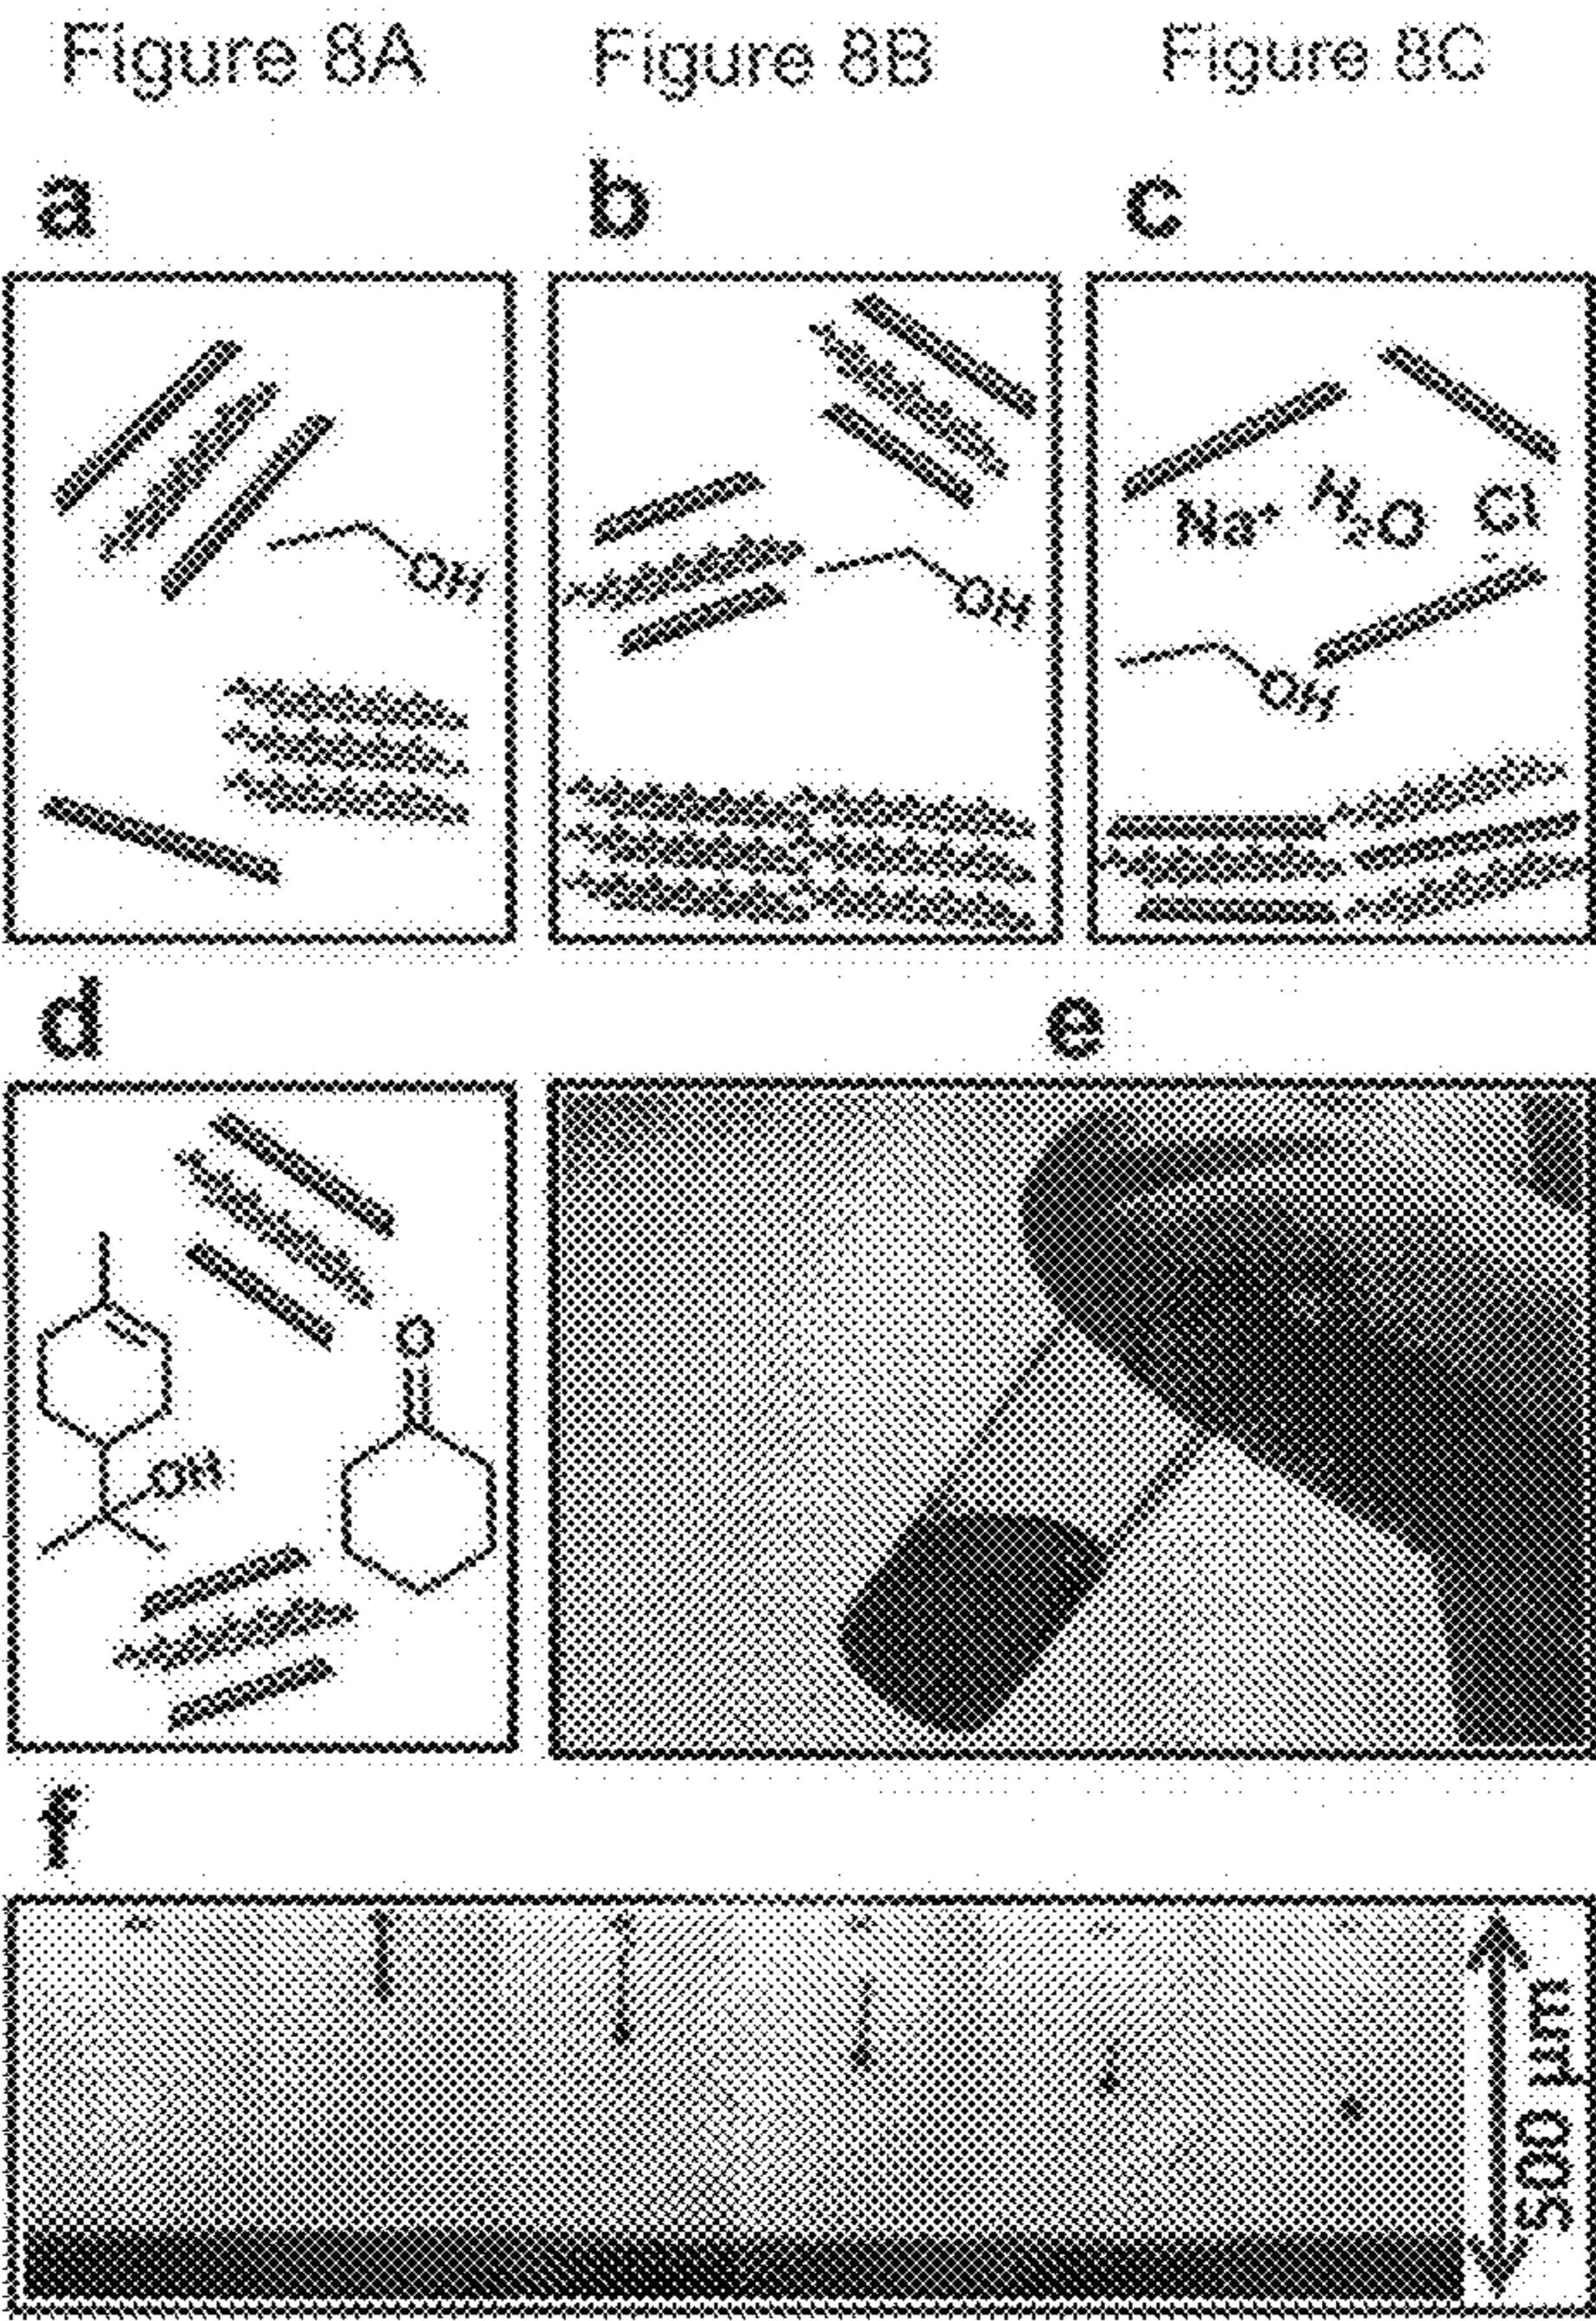 Figure 8A Figure 8B Figure 8C
a b c
Na⁺ H₂O Cl⁻
OH OH
OH
d e
O
OH
f
500 µm